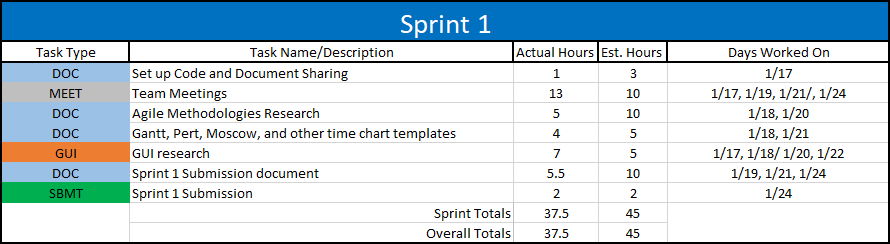 Sprint 1
Task Type Task Name/Description Actual Hours Est. Hours Days Worked On
DOC Set up Code and Document Sharing 1 3 1/17
MEET Team Meetings 13 10 1/17, 1/19, 1/21/, 1/24
DOC Agile Methodologies Research 5 10 1/18, 1/20
DOC Gantt, Pert, Moscow, and other time chart templates 4 5 1/18, 1/21
GUI GUI research 7 5 1/17, 1/18/ 1/20, 1/22
DOC Sprint 1 Submission document 5.5 10 1/19, 1/21, 1/24
SBMT Sprint 1 Submission 2 2 1/24
Sprint Totals 37.5 45
Overall Totals 37.5 45